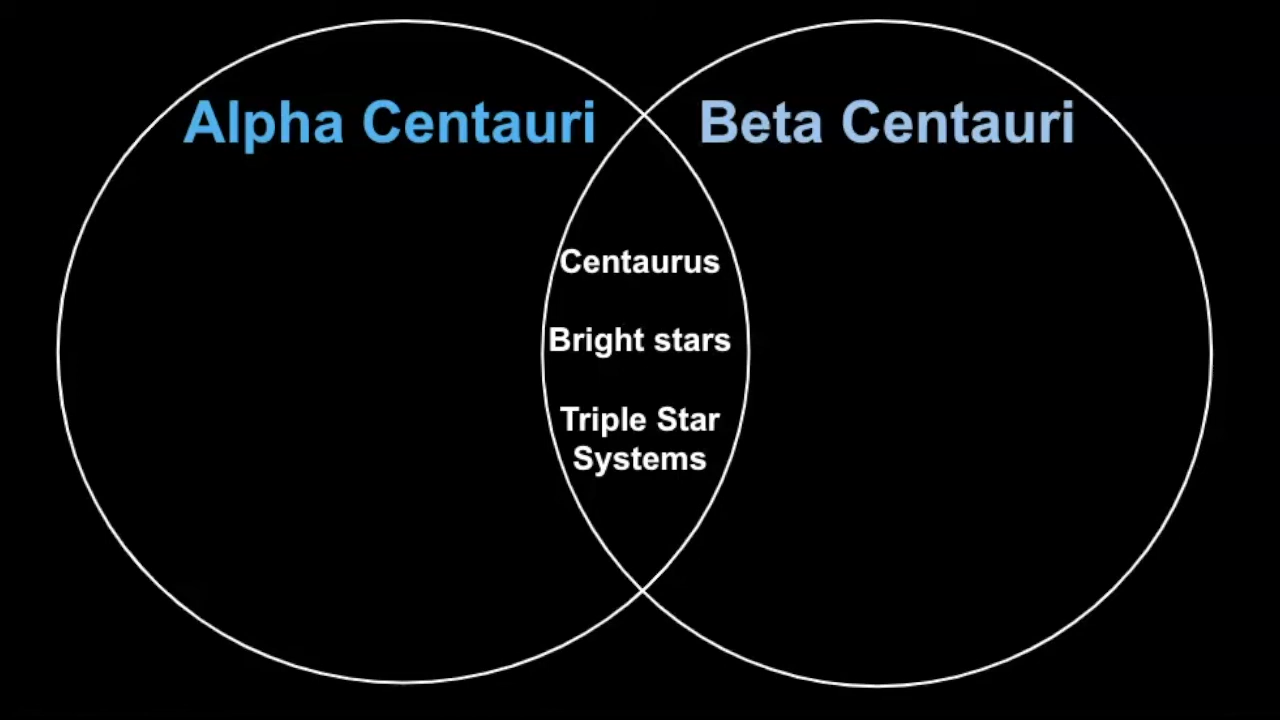 Alpha Centauri
Beta Centauri
Centaurus
Bright stars
Triple Star
Systems